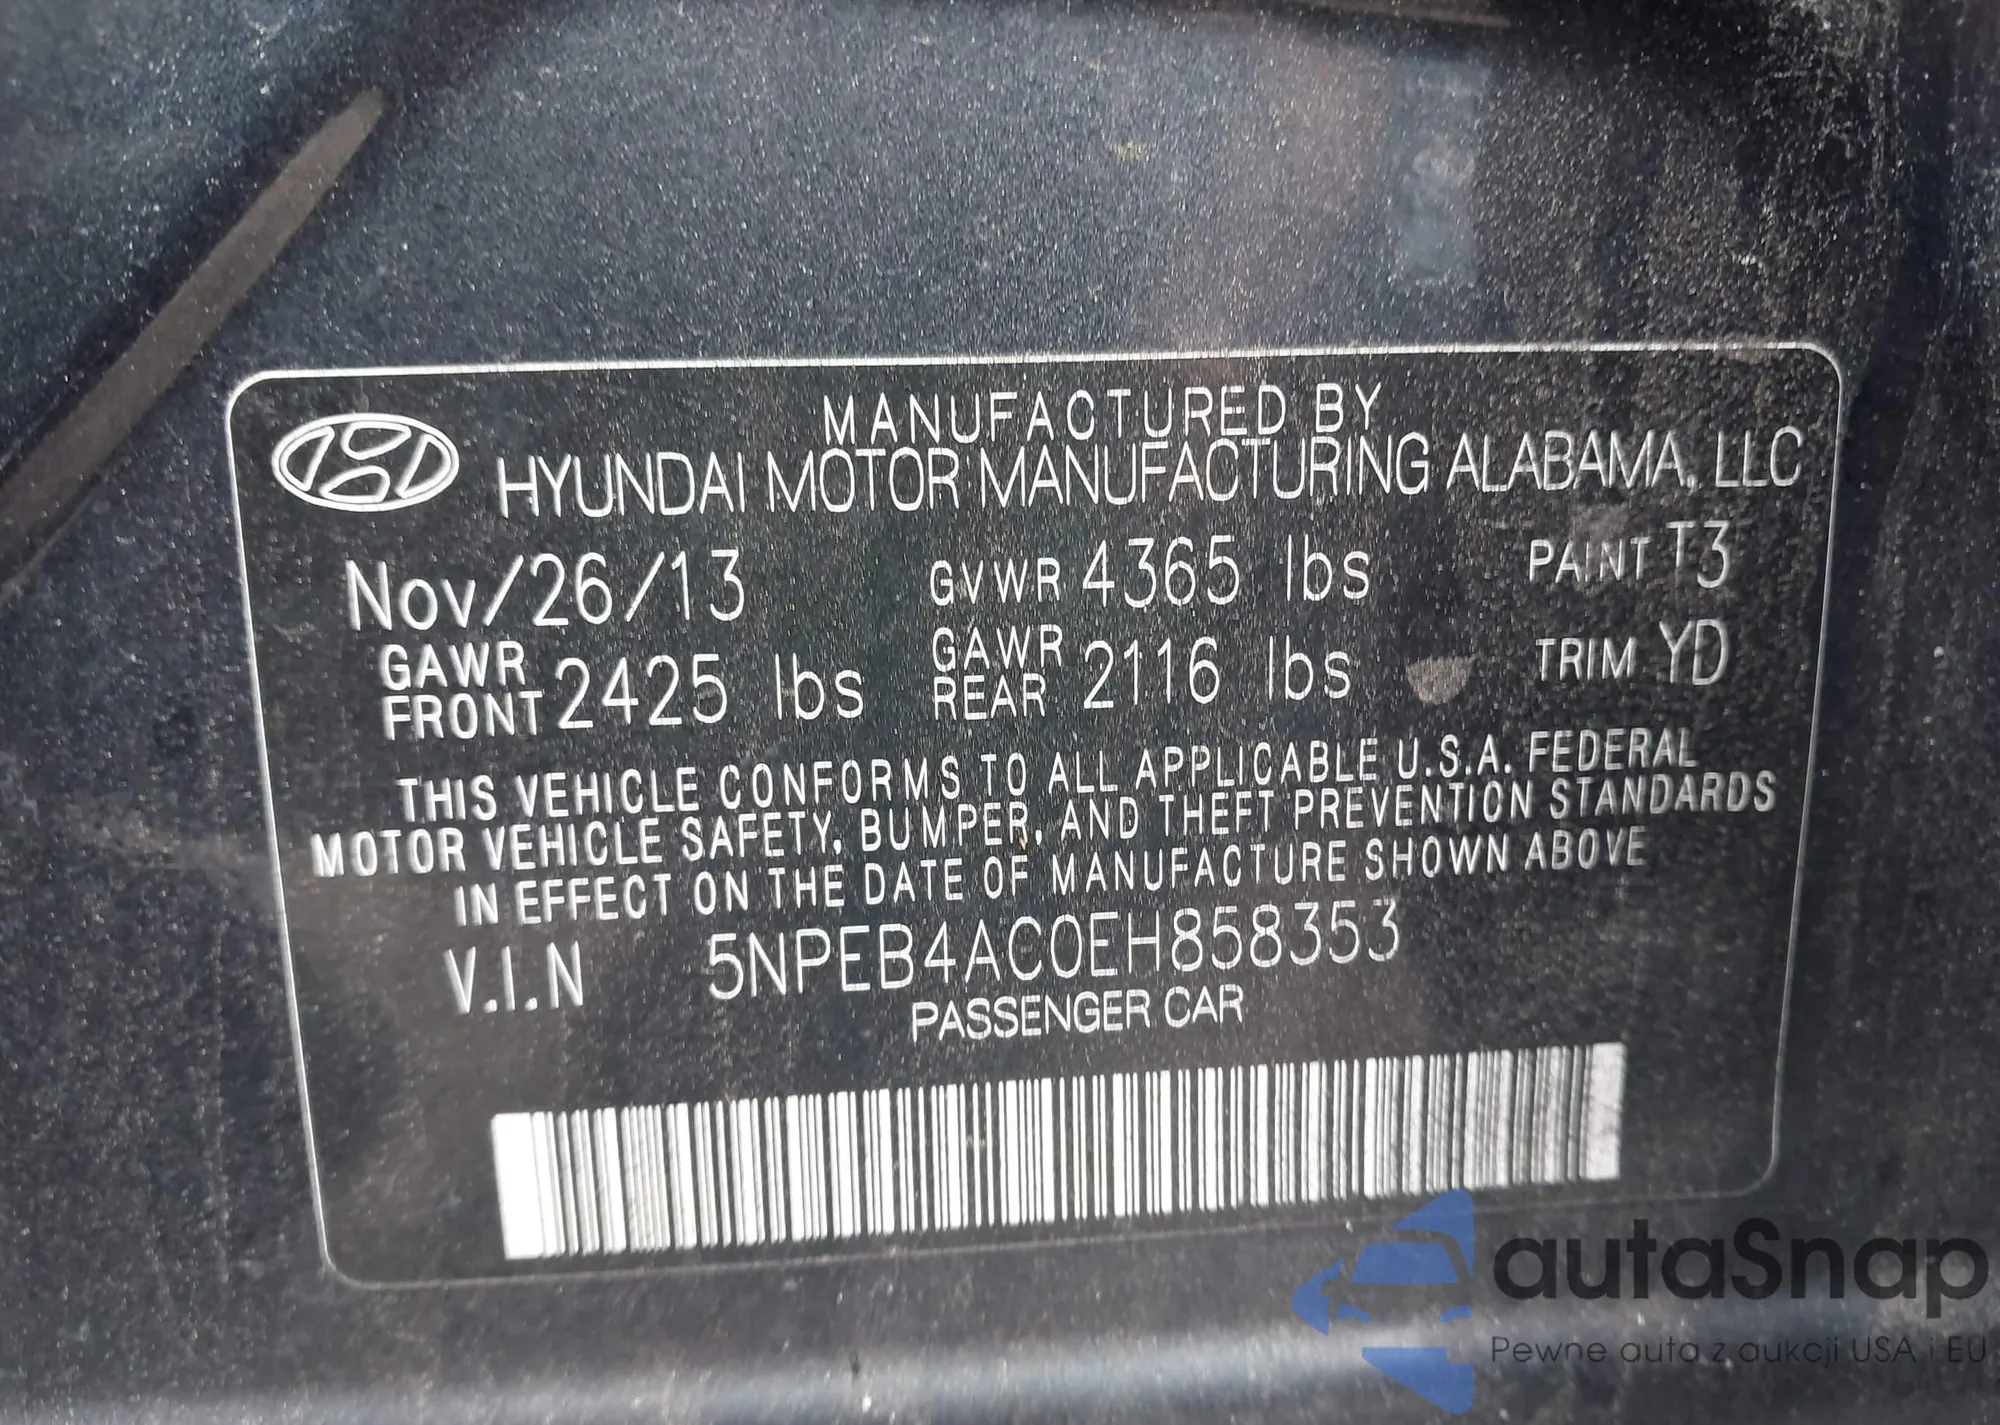 MANUFACTURED BY
HYUNDAI MOTOR MANUFACTURING ALABAMA, LLC
Nov/26/13 GVWR 4365 lbs PAINT T3
GAWR FRONT 2425 lbs GAWR REAR 2116 lbs TRIM YD
THIS VEHICLE CONFORMS TO ALL APPLICABLE U.S.A. FEDERAL
MOTOR VEHICLE SAFETY, BUMPER, AND THEFT PREVENTION STANDARDS
IN EFFECT ON THE DATE OF MANUFACTURE SHOWN ABOVE
V.I.N 5NPEB4AC0EH858353
PASSENGER CAR
autaSnap
Pewne auta z aukcji USA i EU